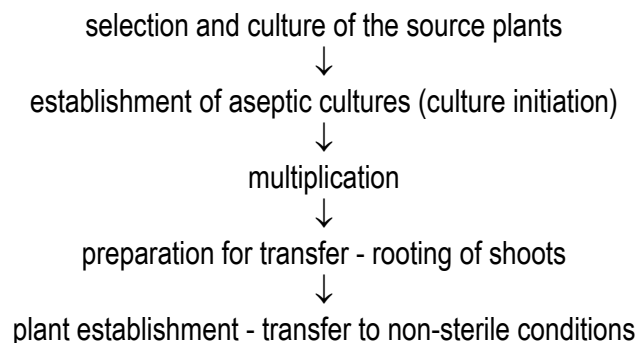 selection and culture of the source plants
↓
establishment of aseptic cultures (culture initiation)
↓
multiplication
↓
preparation for transfer - rooting of shoots
↓
plant establishment - transfer to non-sterile conditions